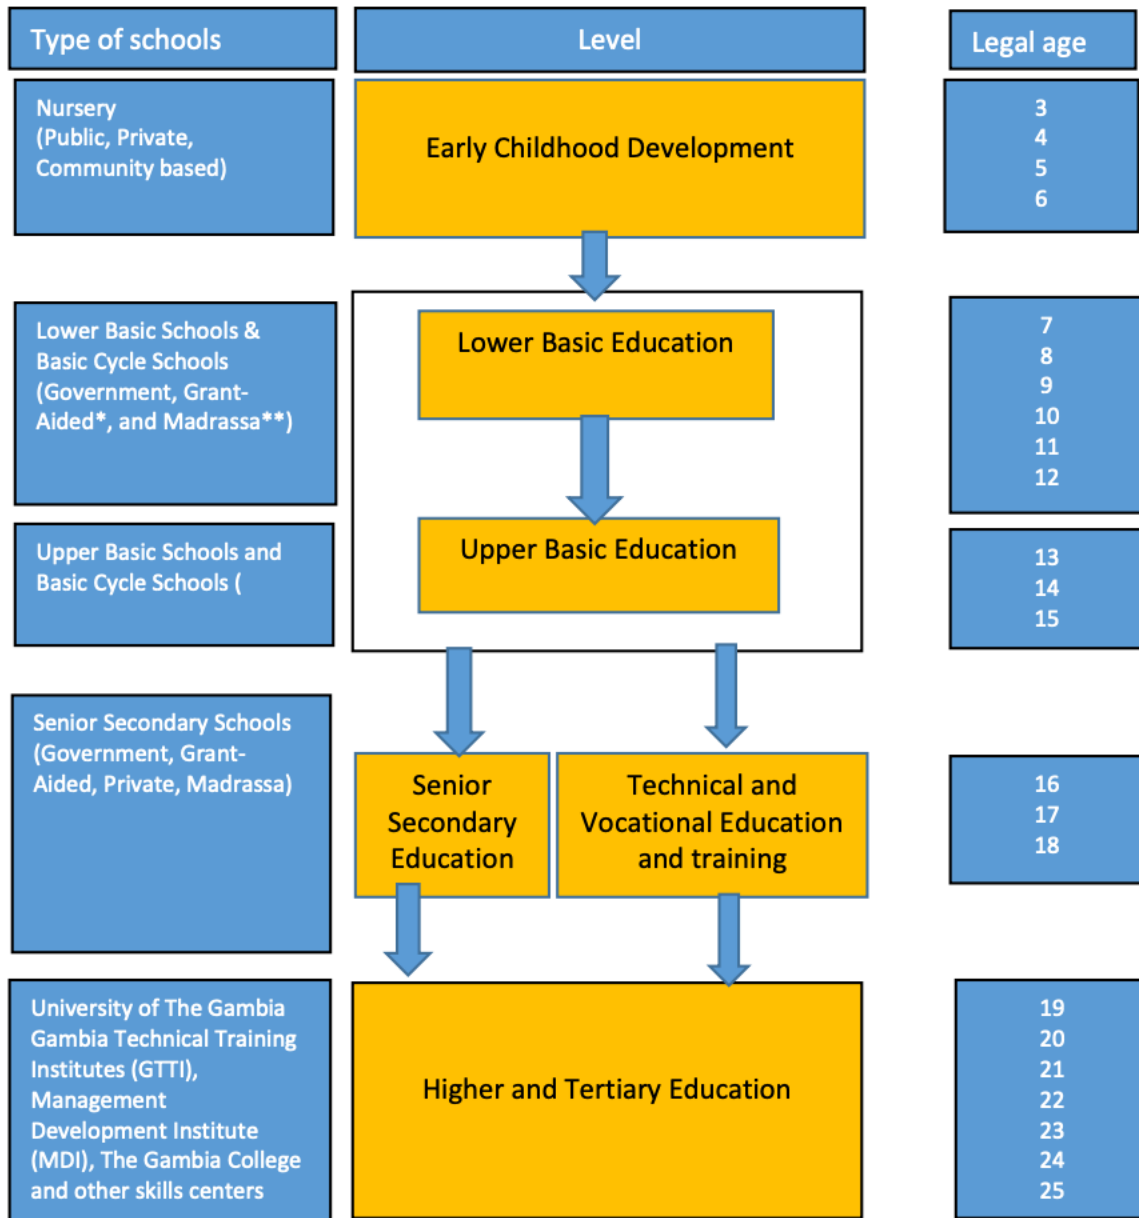 Type of schools
Level
Legal age
Nursery
(Public, Private,
Community based)
Early Childhood Development
3
4
5
6
Lower Basic Schools &
Basic Cycle Schools
(Government, Grant-
Aided*, and Madrassa**)
Lower Basic Education
7
8
9
10
11
12
Upper Basic Schools and
Basic Cycle Schools (
Upper Basic Education
13
14
15
Senior Secondary Schools
(Government, Grant-
Aided, Private, Madrassa)
Senior
Secondary
Education
Technical and
Vocational Education
and training
16
17
18
University of The Gambia
Gambia Technical Training
Institutes (GTTI),
Management
Development Institute
(MDI), The Gambia College
and other skills centers
Higher and Tertiary Education
19
20
21
22
23
24
25